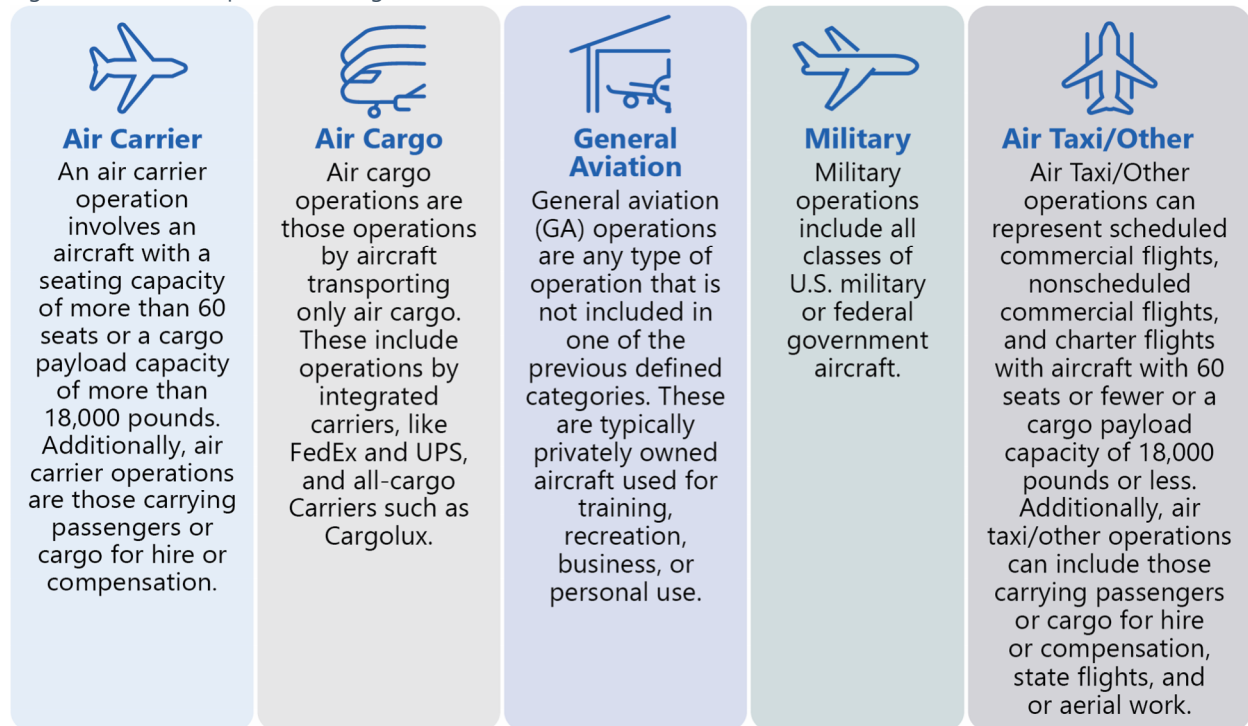 Air Carrier
An air carrier
operation
involves an
aircraft with a
seating capacity
of more than 60
seats or a cargo
payload capacity
of more than
18,000 pounds.
Additionally, air
carrier operations
are those carrying
passengers or
cargo for hire or
compensation.
Air Cargo
Air cargo
operations are
those operations
by aircraft
transporting
only air cargo.
These include
operations by
integrated
carriers, like
FedEx and UPS,
and all-cargo
Carriers such as
Cargolux.
General
Aviation
General aviation
(GA) operations
are any type of
operation that is
not included in
one of the
previous defined
categories. These
are typically
privately owned
aircraft used for
training,
recreation,
business, or
personal use.
Military
Military
operations
include all
classes of
U.S. military
or federal
government
aircraft.
Air Taxi/Other
Air Taxi/Other
operations can
represent scheduled
commercial flights,
nonscheduled
commercial flights,
and charter flights
with aircraft with 60
seats or fewer or a
cargo payload
capacity of 18,000
pounds or less.
Additionally, air
taxi/other operations
can include those
carrying passengers
or cargo for hire
or compensation,
state flights, and
or aerial work.